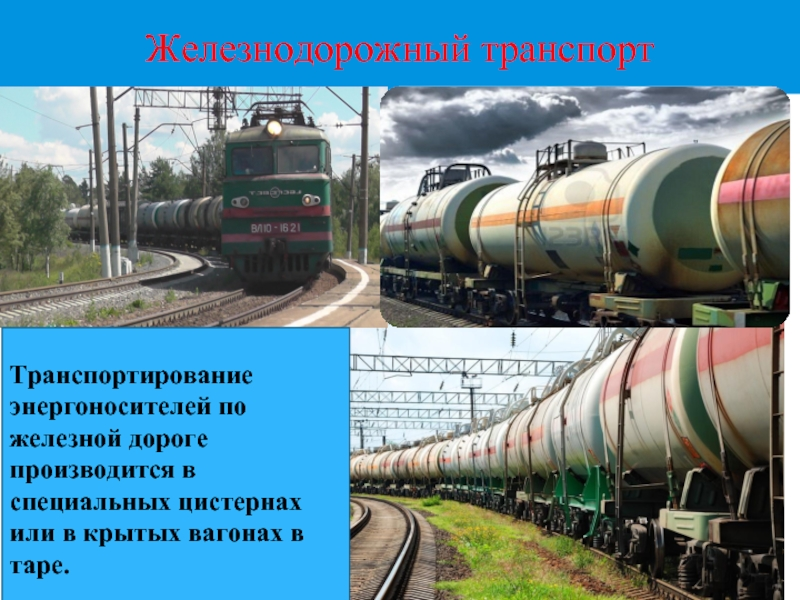 Железнодорожный транспорт
ВЛ10-1621
Транспортирование
энергоносителей по
железной дороге
производится в
специальных цистернах
или в крытых вагонах в
таре.